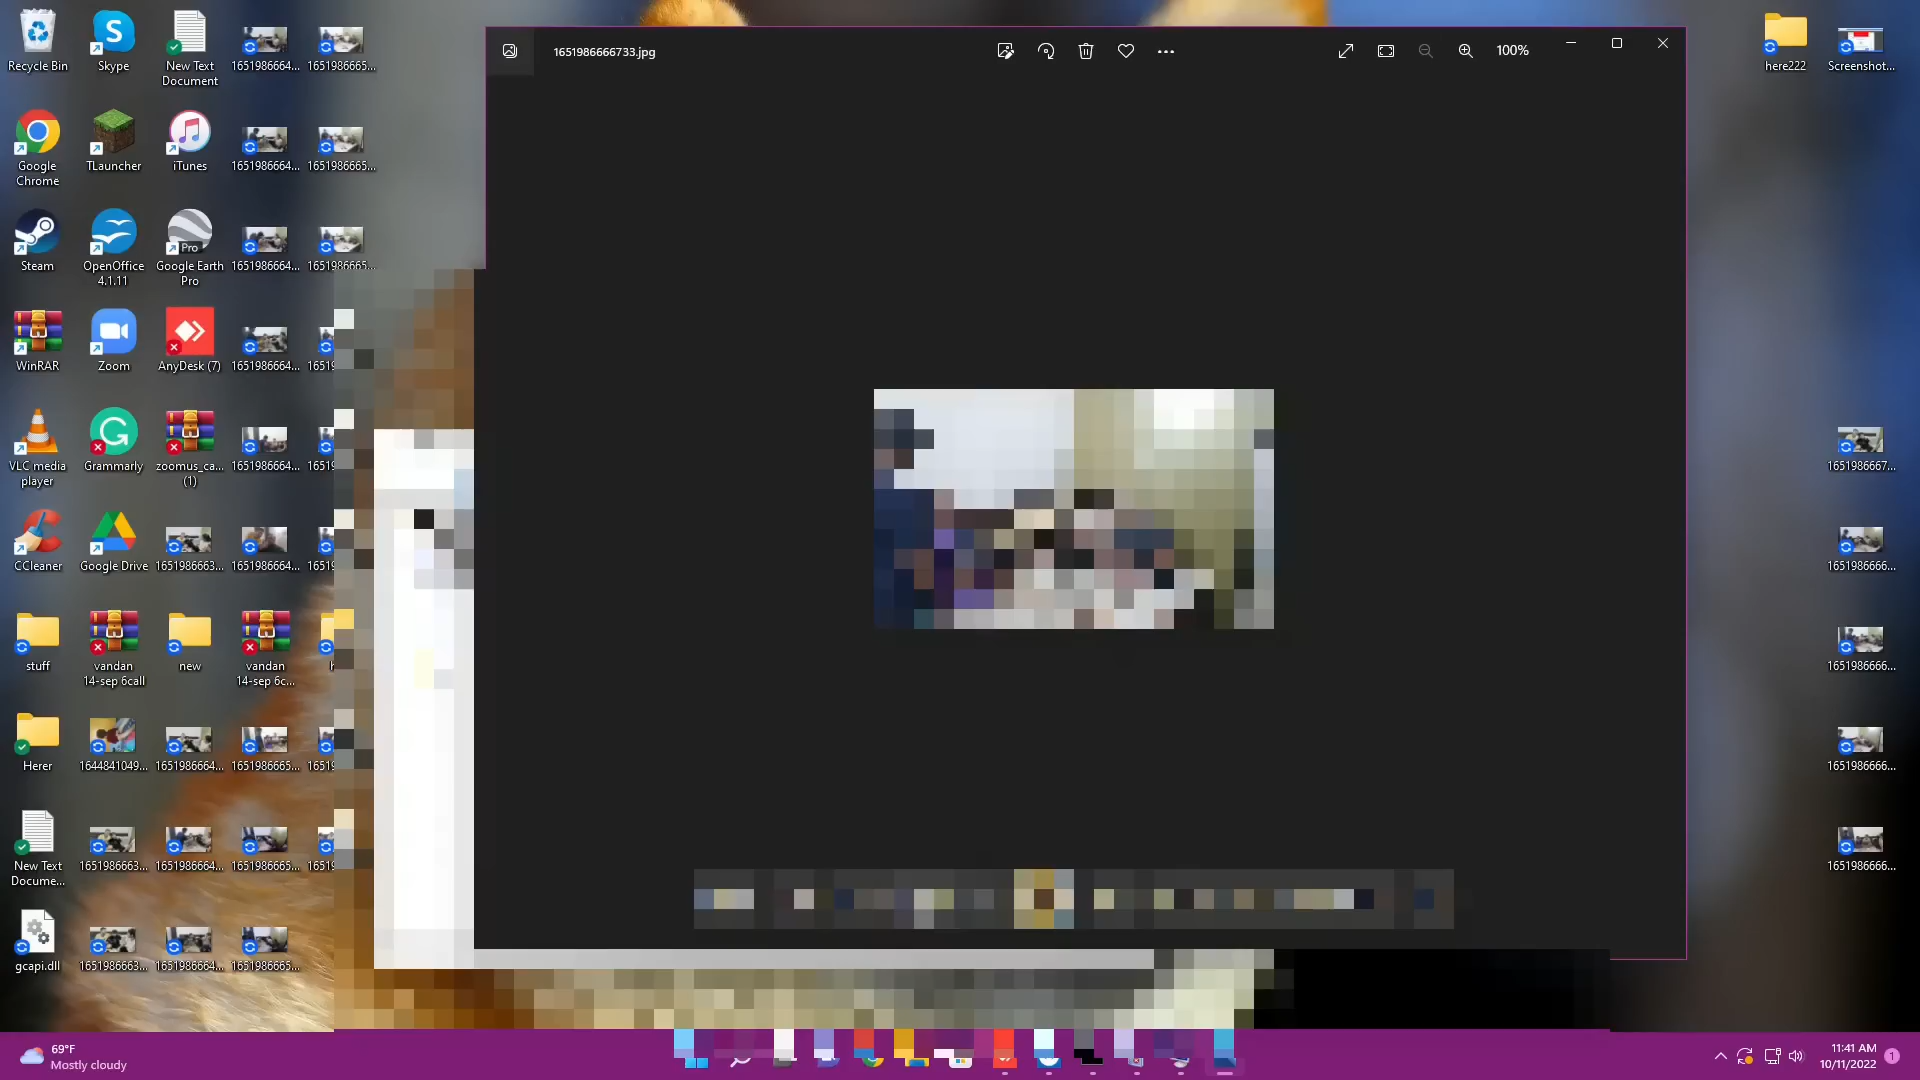 Recycle Bin
Skype
New Text
Document
1651986664...
1651986665...
1651986666733.jpg
100%
here222
Screenshot...
Google
Chrome
TLauncher
iTunes
1651986664...
1651986665...
Steam
OpenOffice
4.1.11
Pro
Google Earth
Pro
1651986664...
1651986665...
WinRAR
Zoom
AnyDesk (7)
1651986664...
VLC media
player
Grammarly
zoomus_ca...
(1)
1651986664...
1651986667...
CCleaner
Google Drive
1651986663...
1651986664...
1651986666...
stuff
vandan
14-sep 6call
new
vandan
14-sep 6c...
1651986666...
Herer
1644841049...
1651986664...
1651986665...
1651986666...
New Text
Docume...
1651986663...
1651986664...
1651986665...
1651986666...
gcapi.dll
1651986663...
1651986664...
1651986665...
69°F
Mostly cloudy
11:41 AM
10/11/2022
1